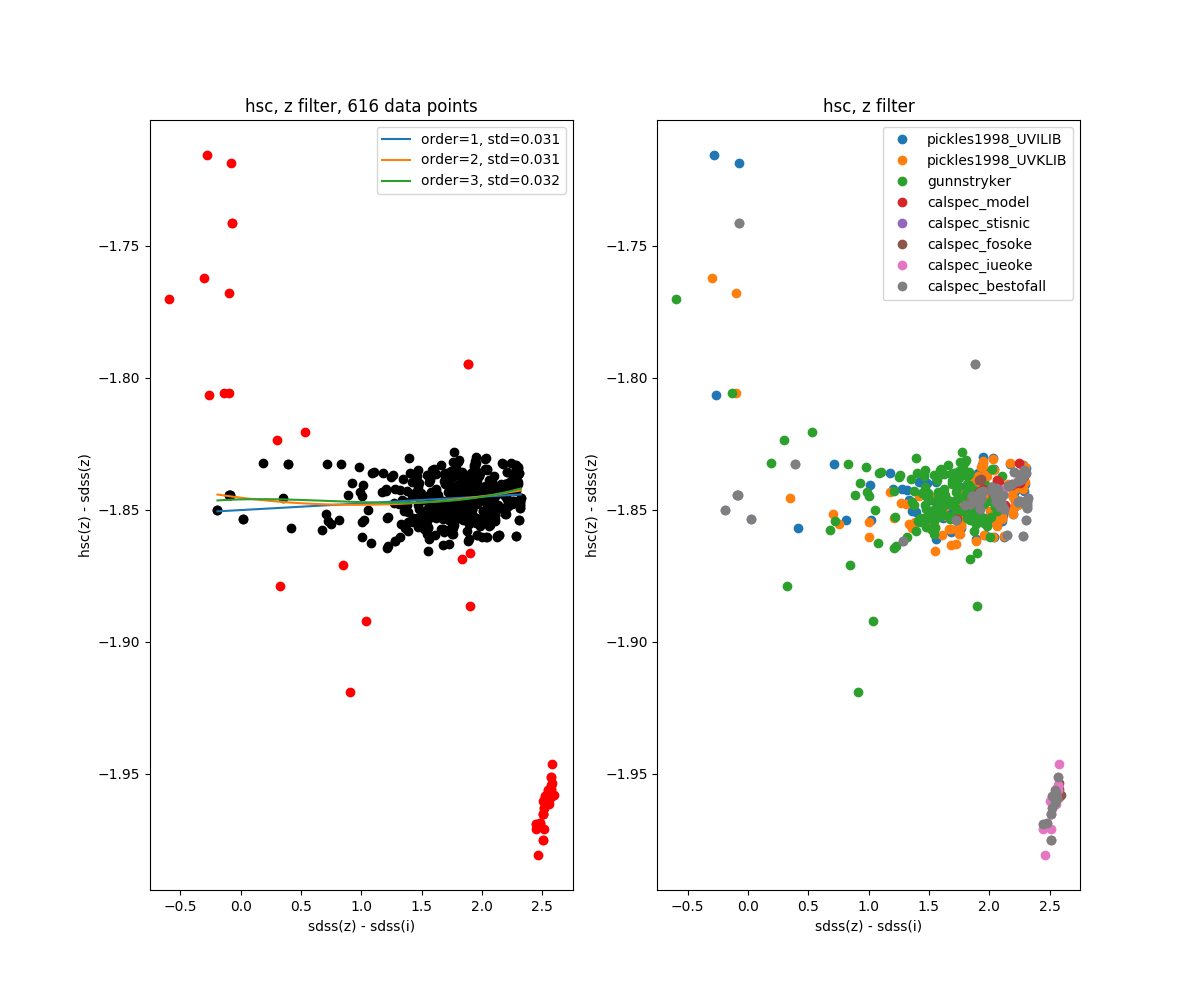 hsc, z filter, 616 data points
order=1, std=0.031
order=2, std=0.031
order=3, std=0.032
−1.75
−1.80
−1.85
−1.90
−1.95
hsc(z) - sdss(z)
−0.5 0.0 0.5 1.0 1.5 2.0 2.5
sdss(z) - sdss(i)
hsc, z filter
pickles1998_UVILIB
pickles1998_UVKLIB
gunnstryker
calspec_model
calspec_stisnic
calspec_fosoke
calspec_iueoke
calspec_bestofall
−1.75
−1.80
−1.85
−1.90
−1.95
hsc(z) - sdss(z)
−0.5 0.0 0.5 1.0 1.5 2.0 2.5
sdss(z) - sdss(i)